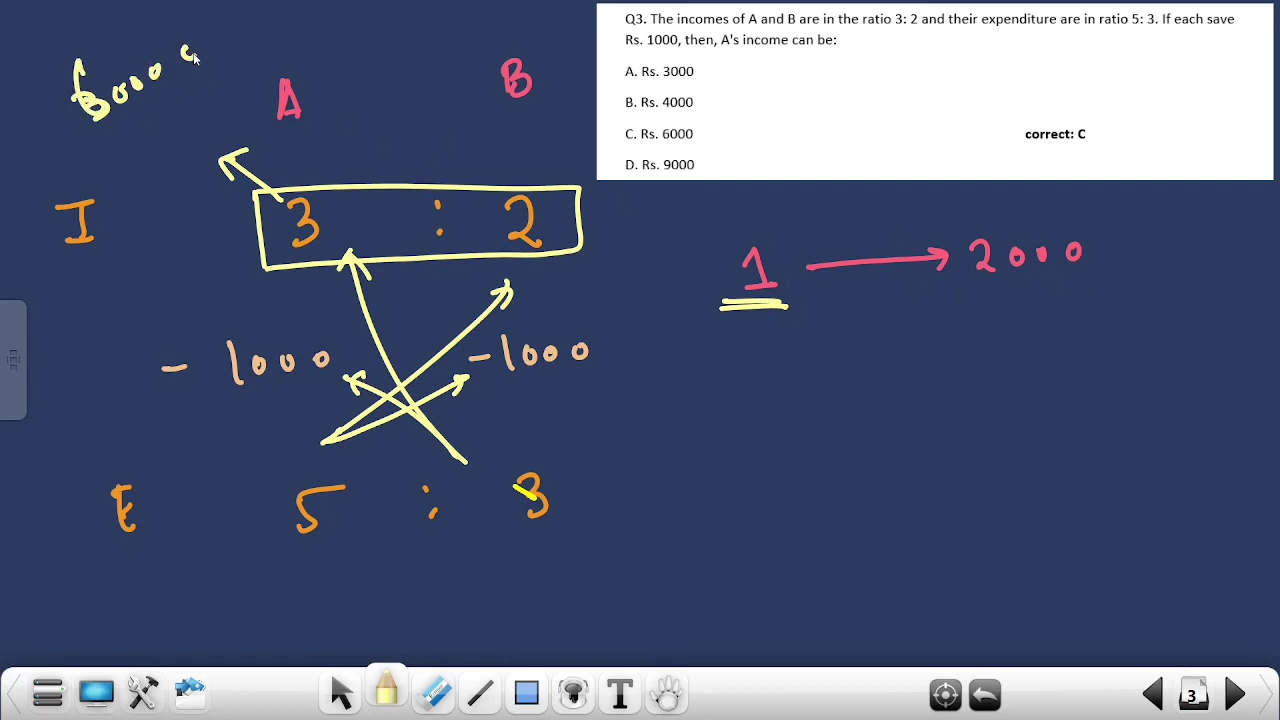 Q3. The incomes of A and B are in the ratio 3: 2 and their expenditure are in ratio 5: 3. If each save
Rs. 1000, then, A's income can be:
A. Rs. 3000
B. Rs. 4000
C. Rs. 6000
correct: C
D. Rs. 9000
A B
I 3 : 2
1 → 2000
- 1000 -1000
E 5 : 3
T
3